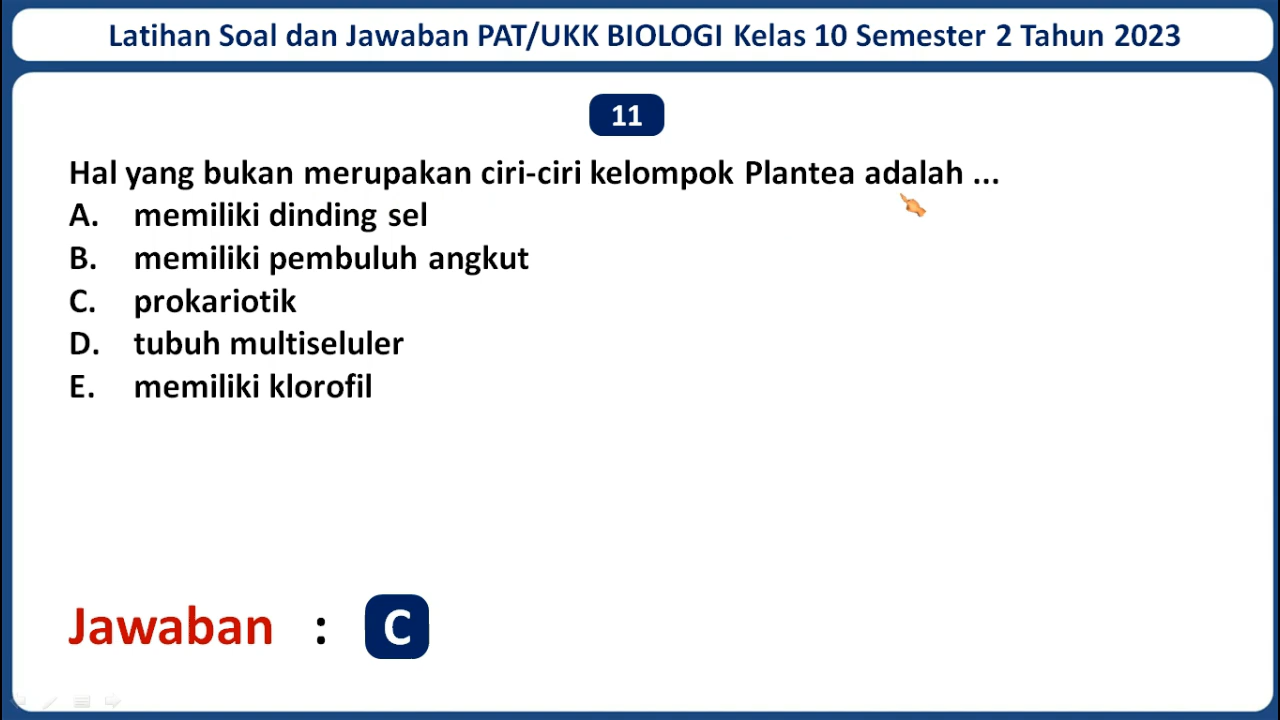 Latihan Soal dan Jawaban PAT/UKK BIOLOGI Kelas 10 Semester 2 Tahun 2023
11
Hal yang bukan merupakan ciri-ciri kelompok Plantea adalah ...
A. memiliki dinding sel
B. memiliki pembuluh angkut
C. prokariotik
D. tubuh multiseluler
E. memiliki klorofil
Jawaban : C